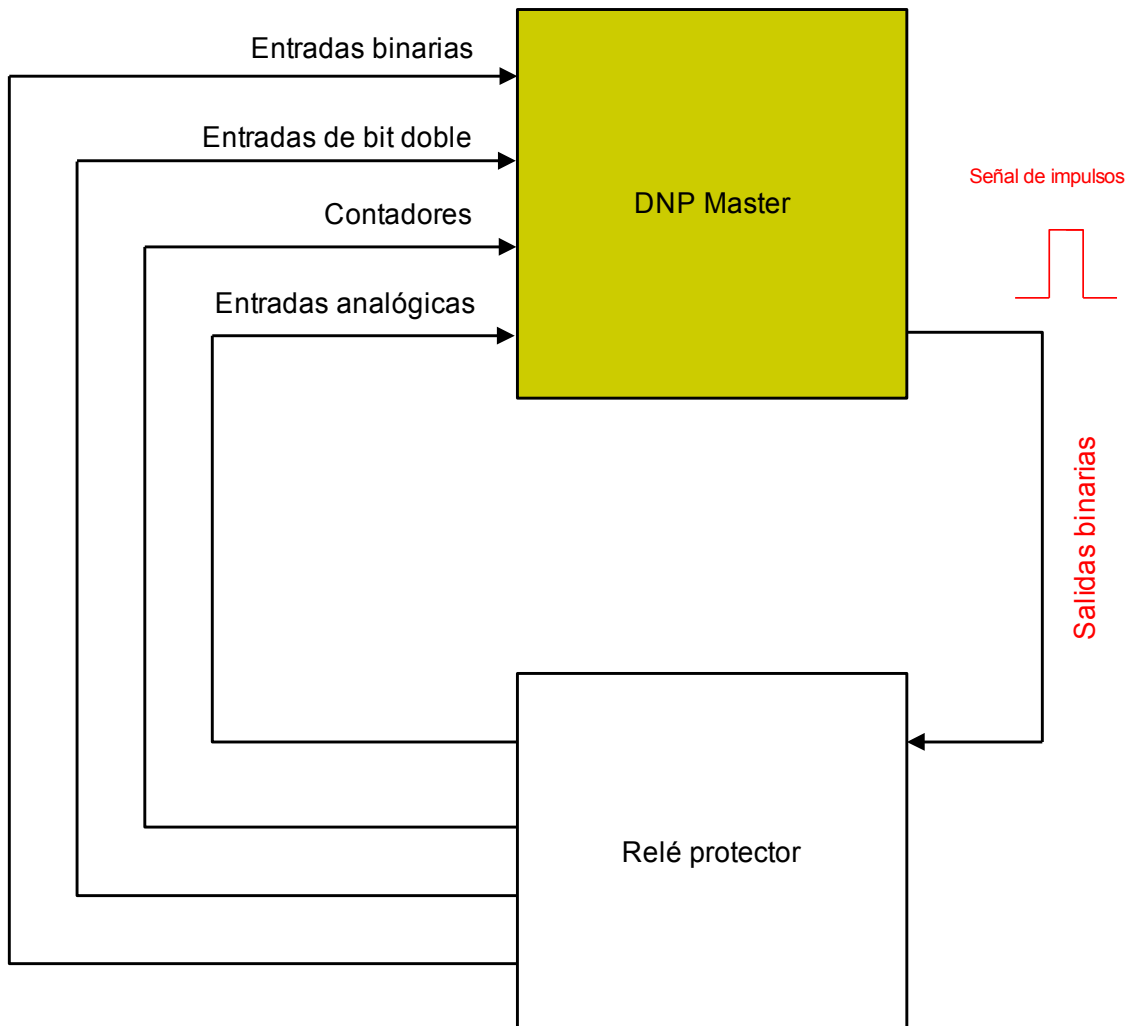 Entradas binarias
Entradas de bit doble
Contadores
Entradas analógicas
DNP Master
Señal de impulsos
Salidas binarias
Relé protector